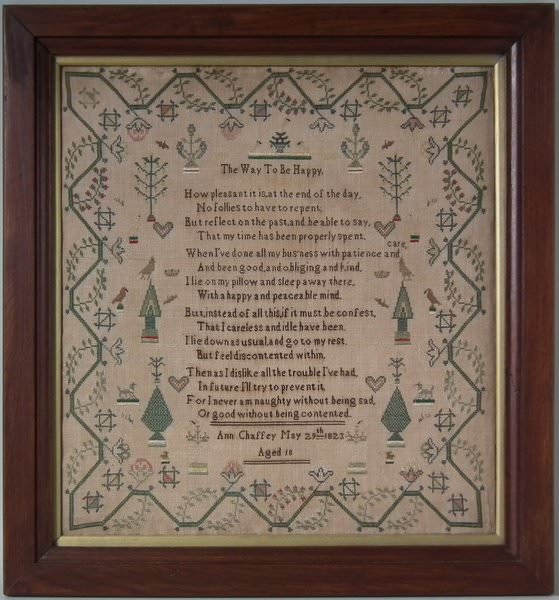 The Way To Be Happy.
How pleasant it is, at the end of the day,
No follies to have to repent,
But reflect on the past, and be able to say,
That my time has been properly spent.
care,
When I've done all my bus'ness with patience and
And been good, and obliging and kind,
I lie on my pillow and sleep away there,
With a happy and peaceable mind.
But, instead of all this, if it must be confest,
That I careless and idle have been,
I lie down as usual, and go to my rest,
But feel discontented within,
Then as I dislike all the trouble I've had,
In future I'll try to prevent it,
For I never am naughty without being sad,
Or good without being contented.
Ann Chaffey May 29th 1823
Aged 10